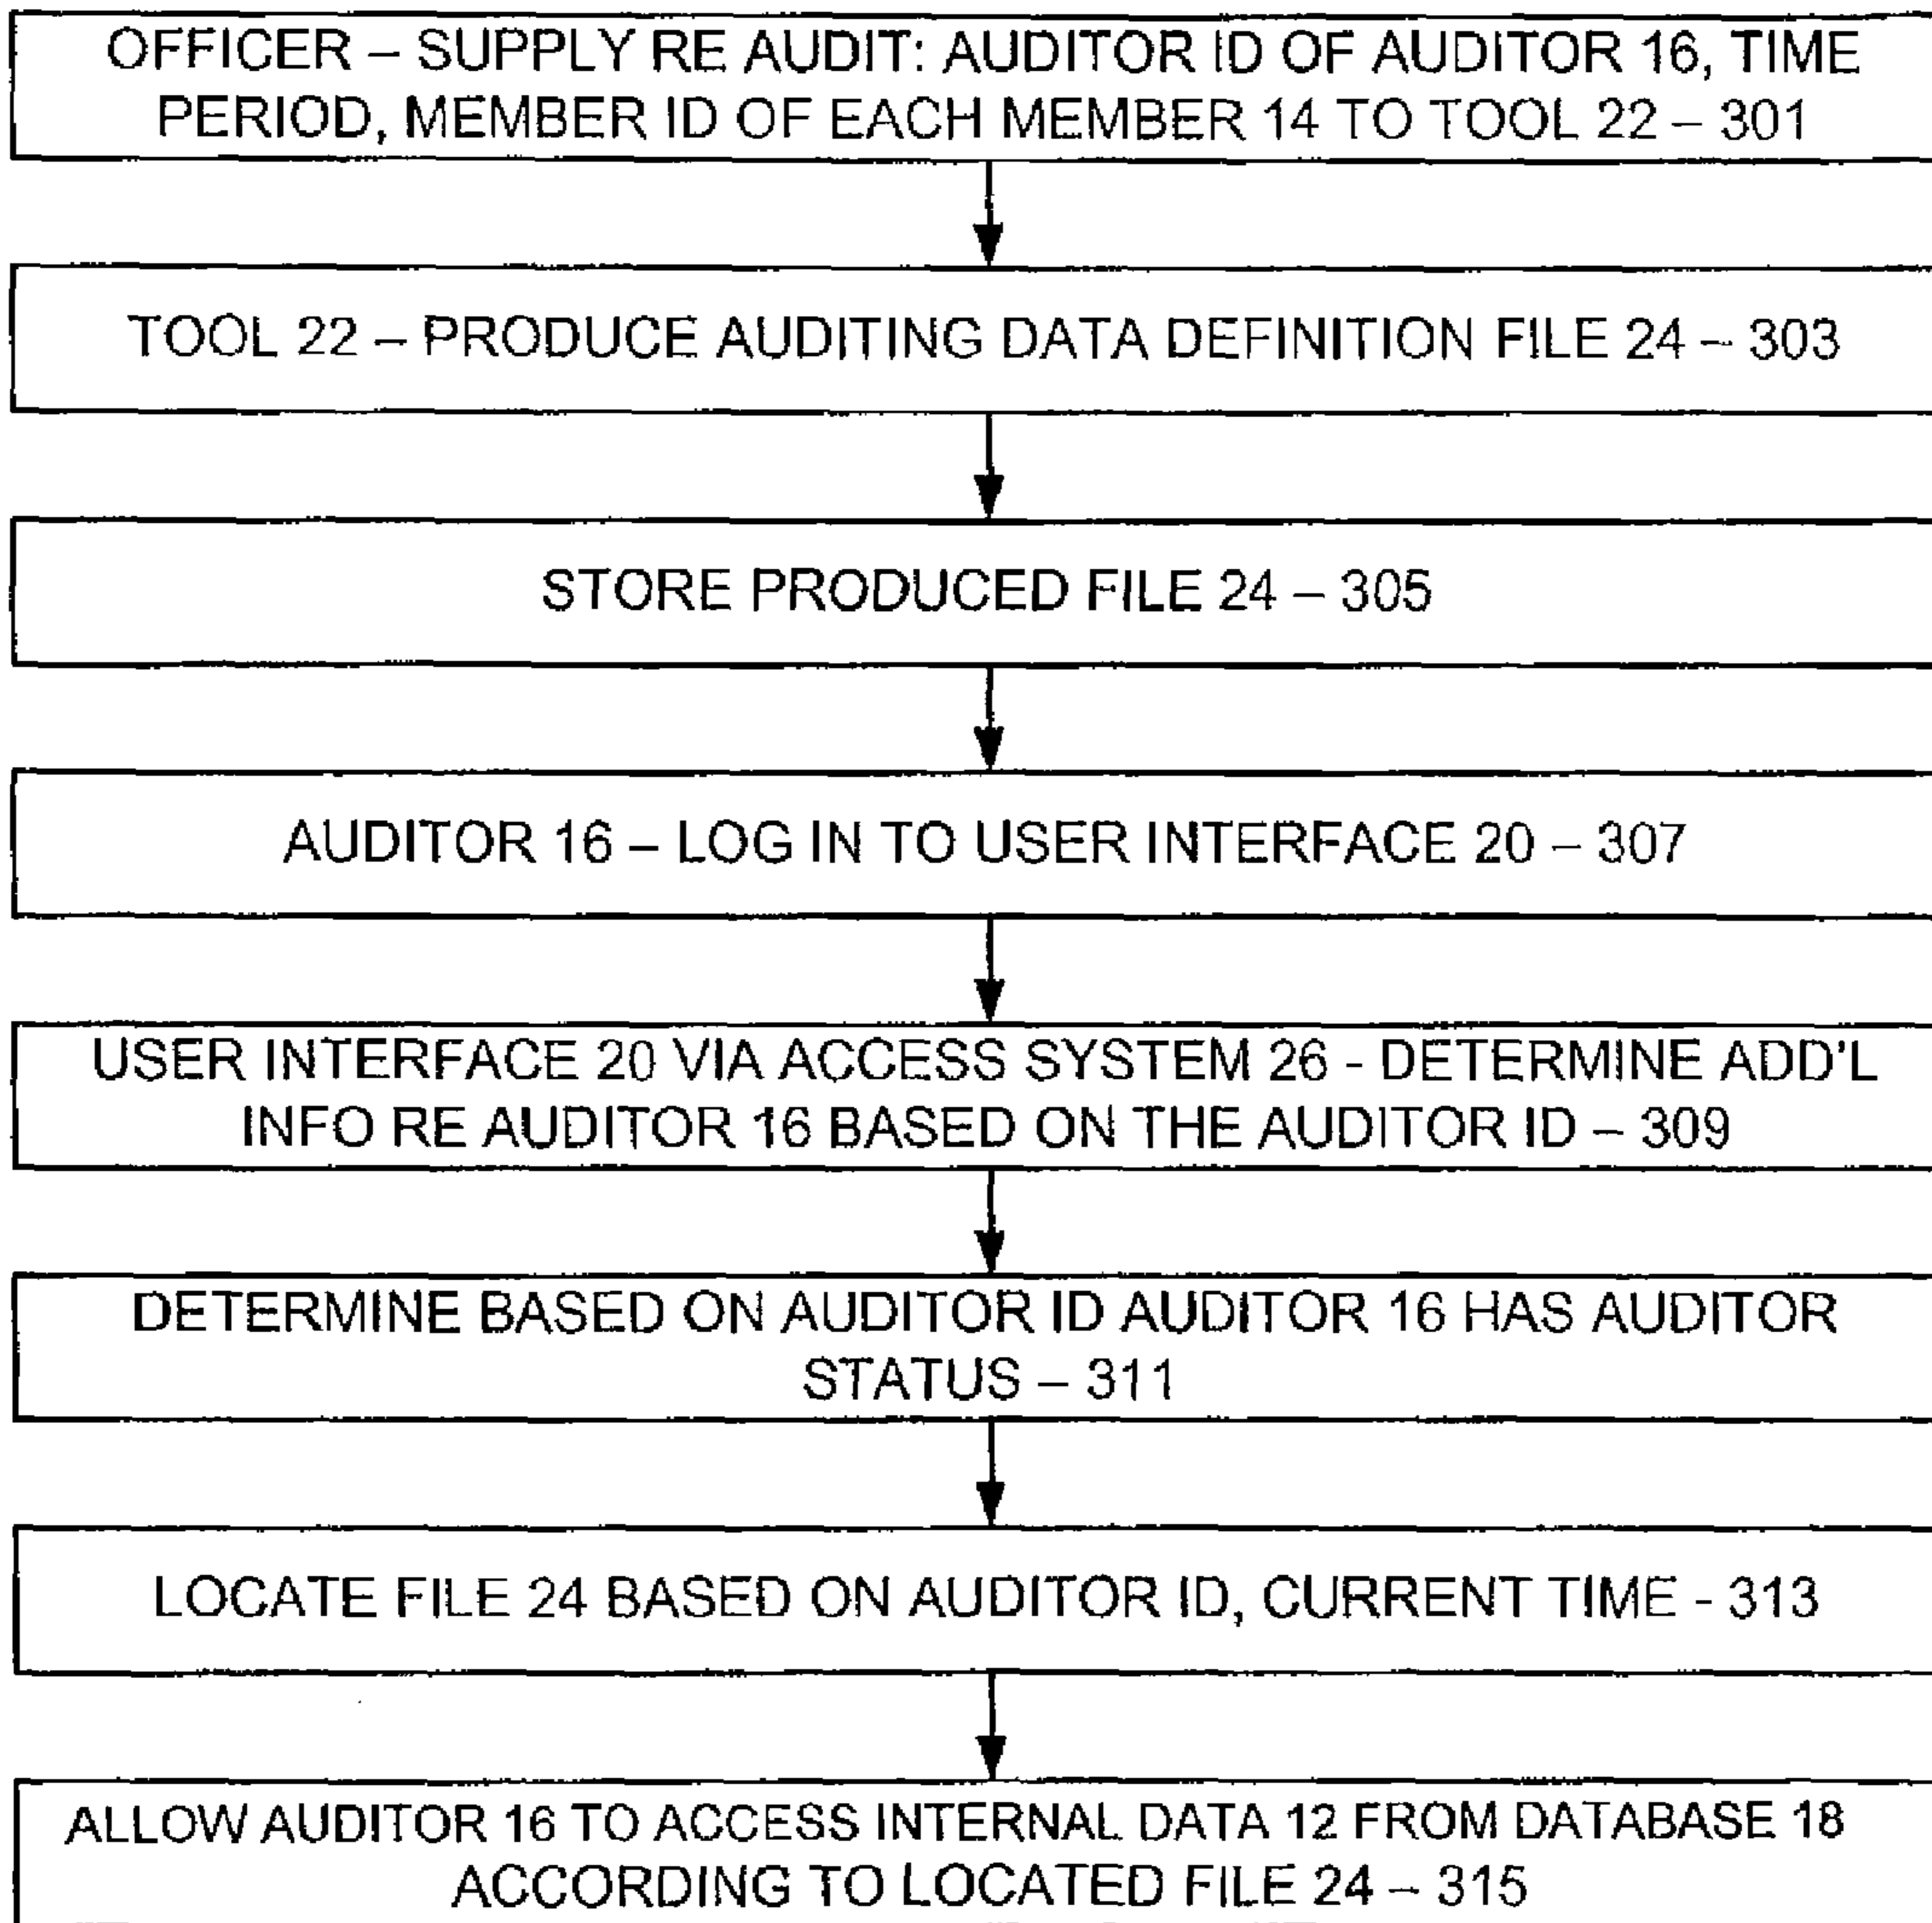 OFFICER – SUPPLY RE AUDIT: AUDITOR ID OF AUDITOR 16, TIME
PERIOD, MEMBER ID OF EACH MEMBER 14 TO TOOL 22 – 301
TOOL 22 – PRODUCE AUDITING DATA DEFINITION FILE 24 – 303
STORE PRODUCED FILE 24 – 305
AUDITOR 16 – LOG IN TO USER INTERFACE 20 – 307
USER INTERFACE 20 VIA ACCESS SYSTEM 26 - DETERMINE ADD'L
INFO RE AUDITOR 16 BASED ON THE AUDITOR ID – 309
DETERMINE BASED ON AUDITOR ID AUDITOR 16 HAS AUDITOR
STATUS – 311
LOCATE FILE 24 BASED ON AUDITOR ID, CURRENT TIME - 313
ALLOW AUDITOR 16 TO ACCESS INTERNAL DATA 12 FROM DATABASE 18
ACCORDING TO LOCATED FILE 24 – 315